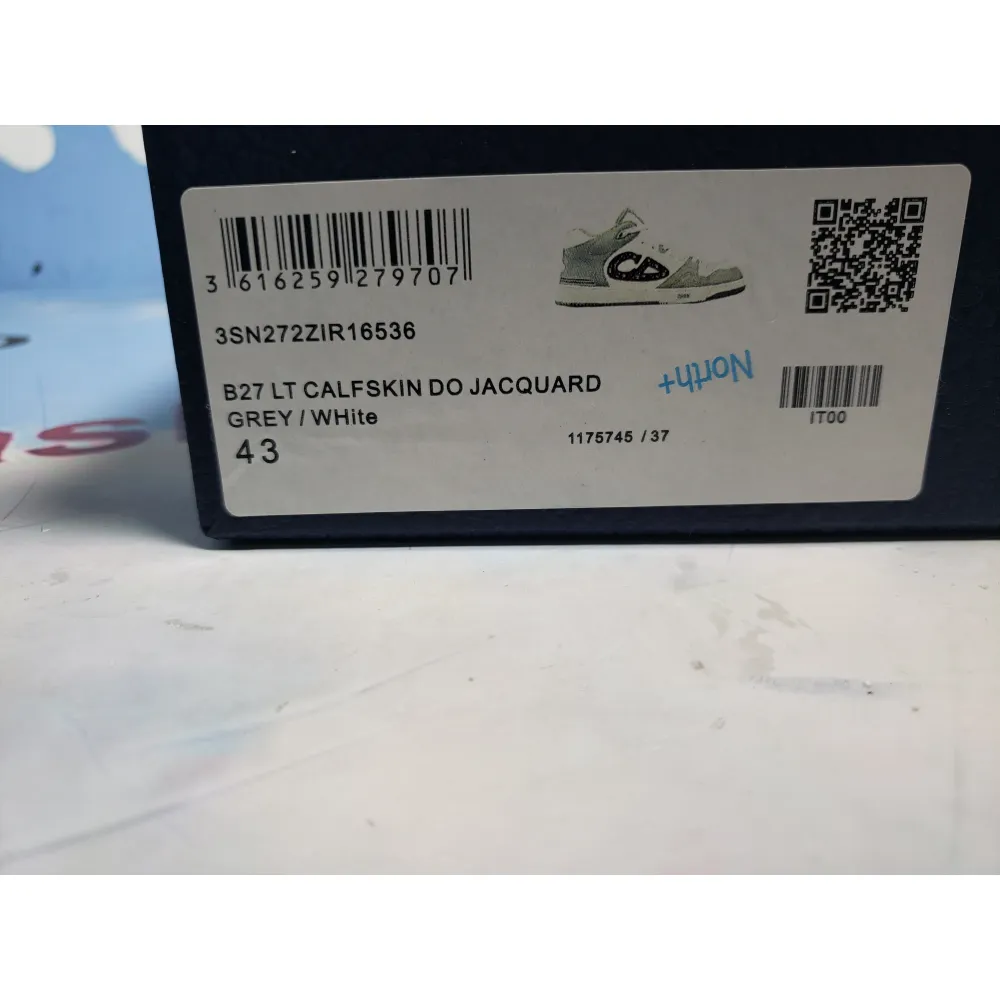 3 616259 279707
3SN272ZIR16536
B27 LT CALFSKIN DO JACQUARD
GREY / WHite
43
North+
1175745 / 37
IT00